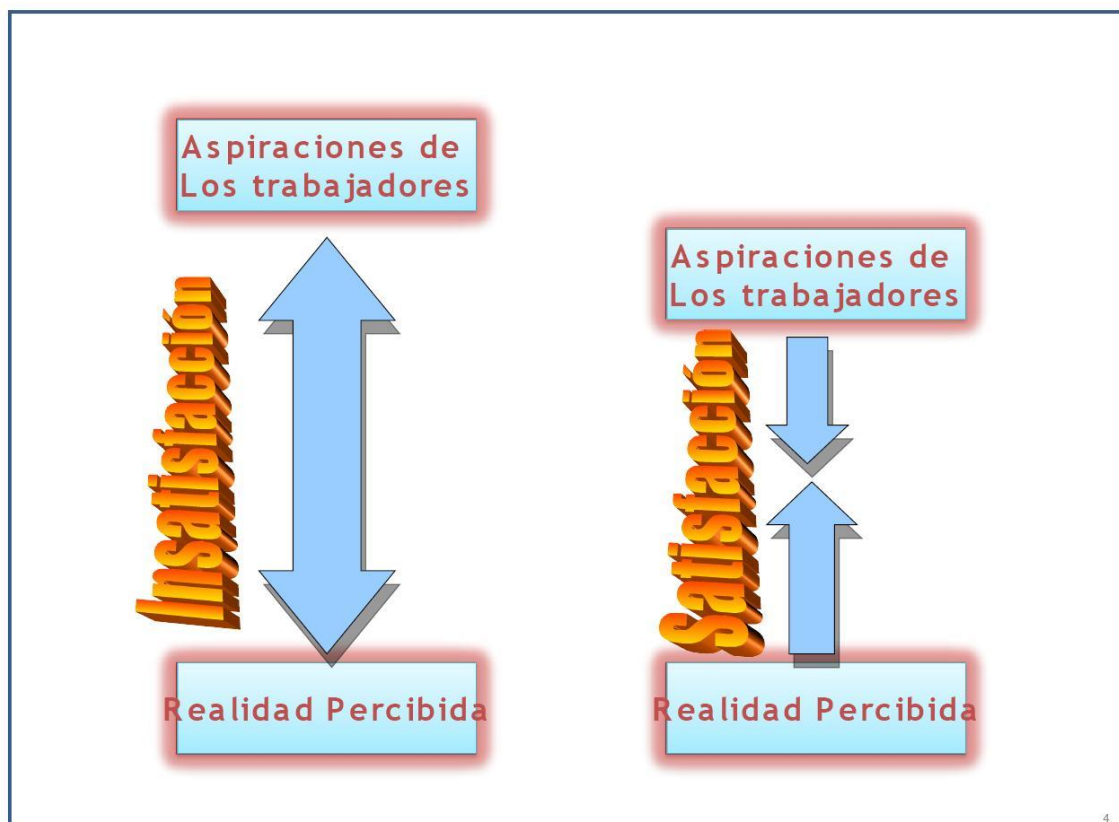 Aspiraciones de
Los trabajadores
Insatisfacción
Realidad Percibida
Aspiraciones de
Los trabajadores
Satisfacción
Realidad Percibida
4